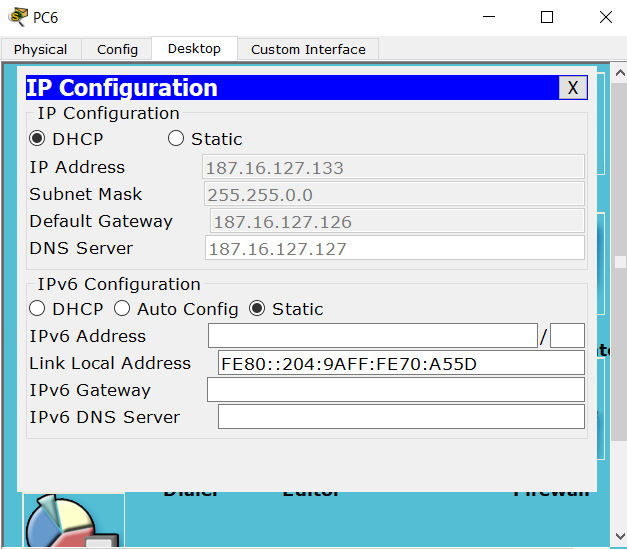 PC6
Physical Config Desktop Custom Interface
IP Configuration X
IP Configuration
DHCP Static
IP Address 187.16.127.133
Subnet Mask 255.255.0.0
Default Gateway 187.16.127.126
DNS Server 187.16.127.127
IPv6 Configuration
DHCP Auto Config Static
IPv6 Address /
Link Local Address FE80::204:9AFF:FE70:A55D
IPv6 Gateway
IPv6 DNS Server
Dialer Editor Firewall